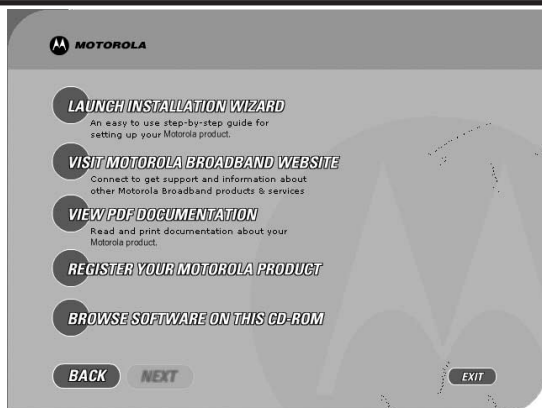 MOTOROLA
LAUNCH INSTALLATION WIZARD
An easy to use step-by-step guide for
setting up your Motorola product.
VISIT MOTOROLA BROADBAND WEBSITE
Connect to get support and information about
other Motorola Broadband products & services
VIEW PDF DOCUMENTATION
Read and print documentation about your
Motorola product.
REGISTER YOUR MOTOROLA PRODUCT
BROWSE SOFTWARE ON THIS CD-ROM
BACK NEXT EXIT